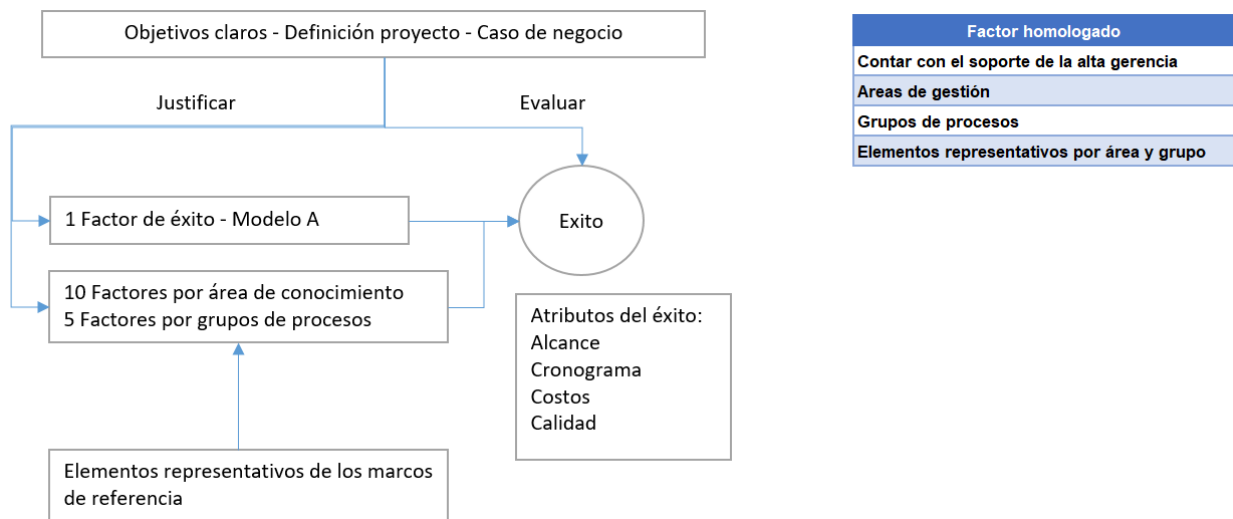 Objetivos claros - Definición proyecto - Caso de negocio
Justificar
Evaluar
1 Factor de éxito - Modelo A
Exito
10 Factores por área de conocimiento
5 Factores por grupos de procesos
Atributos del éxito:
Alcance
Cronograma
Costos
Calidad
Elementos representativos de los marcos
de referencia
Factor homologado
Contar con el soporte de la alta gerencia
Areas de gestión
Grupos de procesos
Elementos representativos por área y grupo